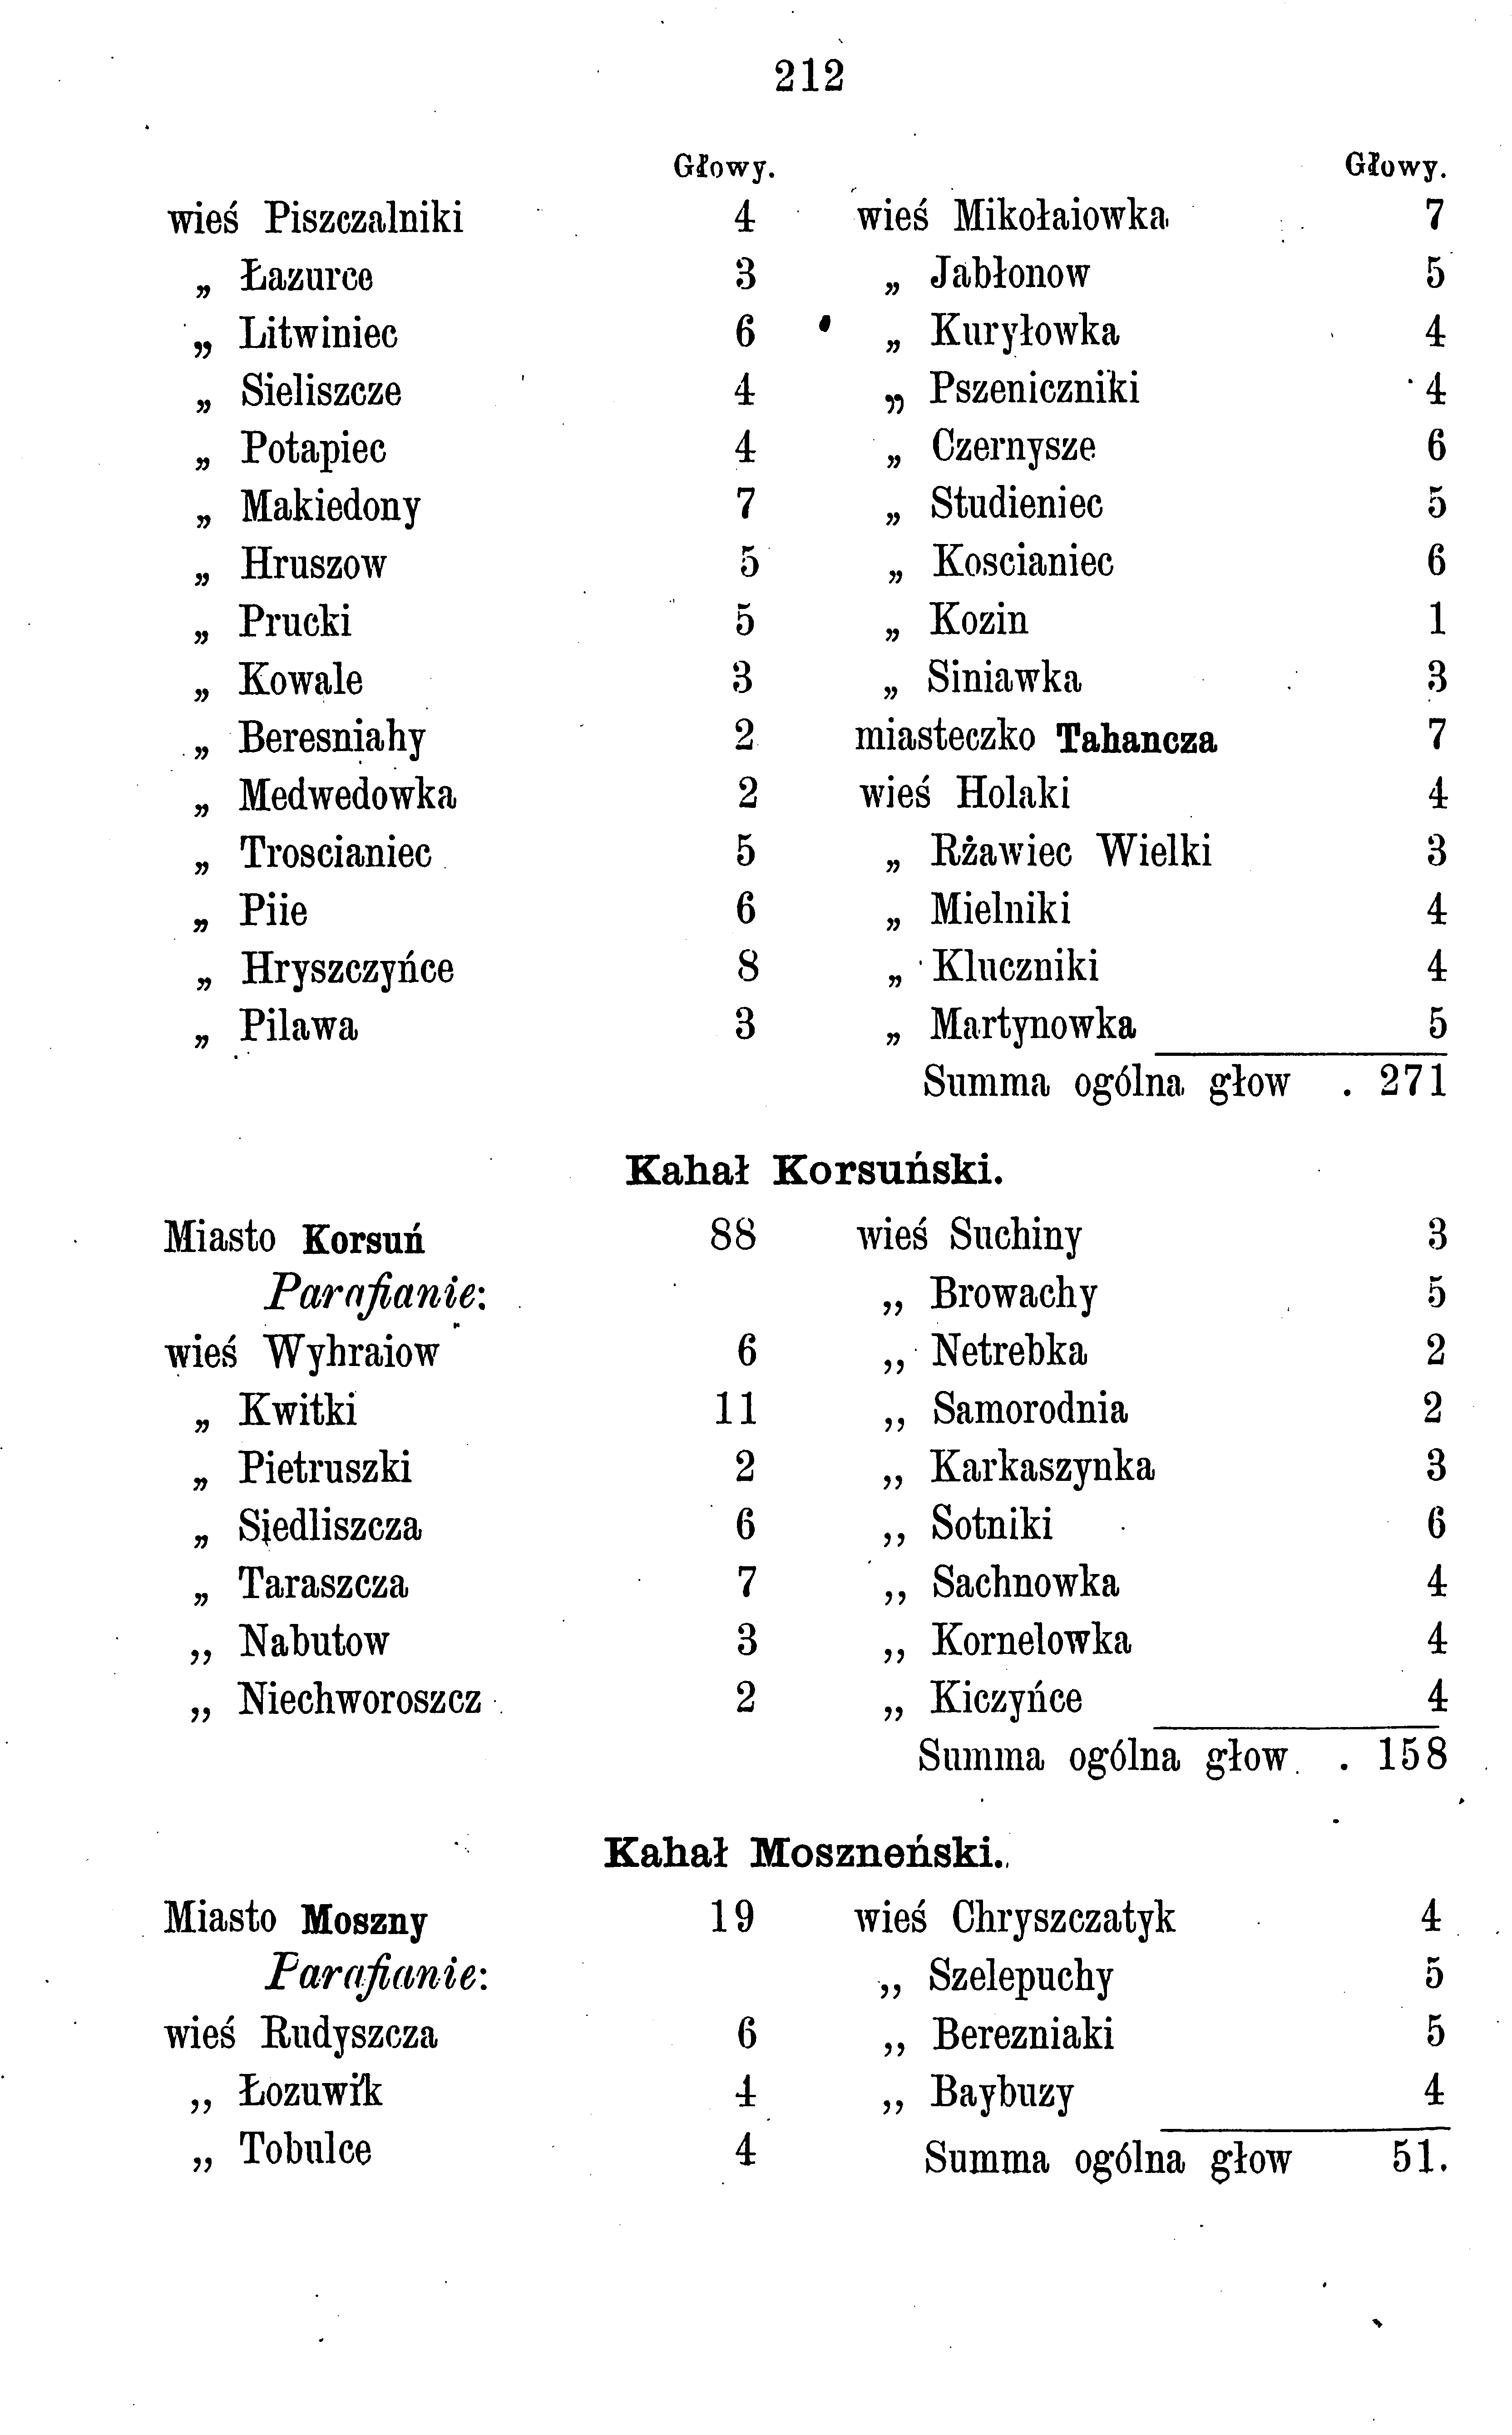 212
Głowy.
wieś Piszczalniki 4
„ Łazurce 3
„ Litwiniec 6
„ Sieliszcze 4
„ Potapiec 4
„ Makiedony 7
„ Hruszow 5
„ Prucki 5
„ Kowale 3
„ Beresniahy 2
„ Medwedowka 2
„ Troscianiec 5
„ Piie 6
„ Hryszczyńce 8
„ Pilawa 3
Głowy.
wieś Mikołaiowka 7
„ Jabłonow 5
„ Kuryłowka 4
„ Pszeniczniki 4
„ Czernysze 6
„ Studieniec 5
„ Koscianiec 6
„ Kozin 1
„ Siniawka 3
miasteczko Tahancza 7
wieś Holaki 4
„ Rżawiec Wielki 3
„ Mielniki 4
„ Kluczniki 4
„ Martynowka 5
Summa ogólna głow . 271
Kahał Korsuński.
Miasto Korsuń 88
Parafianie:
wieś Wyhraiow 6
„ Kwitki 11
„ Pietruszki 2
„ Siedliszcza 6
„ Taraszcza 7
,, Nabutow 3
,, Niechworoszcz 2
wieś Suchiny 3
,, Browachy 5
,, Netrebka 2
,, Samorodnia 2
,, Karkaszynka 3
,, Sotniki 6
,, Sachnowka 4
,, Kornelowka 4
,, Kiczyńce 4
Summa ogólna głow . 158
Kahał Moszneński.
Miasto Moszny 19
Parafianie:
wieś Rudyszcza 6
,, Łozuwik 4
,, Tobulce 4
wieś Chryszczatyk 4
,, Szelepuchy 5
,, Berezniaki 5
,, Baybuzy 4
Summa ogólna głow 51.